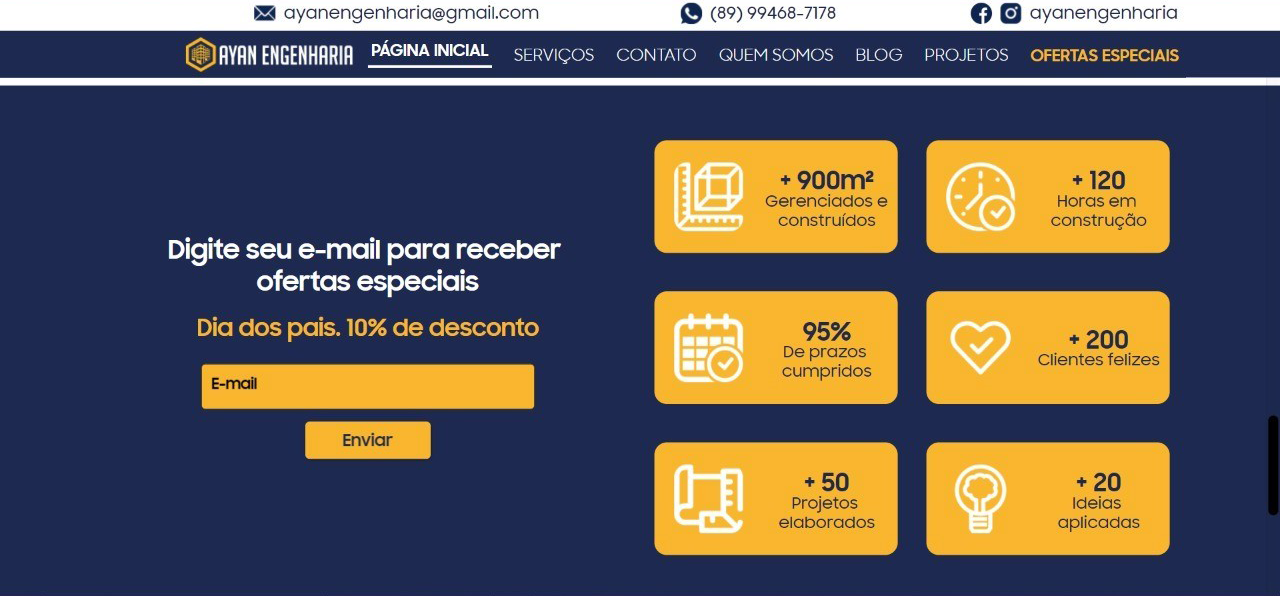 ayanengenharia@gmail.com
(89) 99468-7178
ayanengenharia
AYAN ENGENHARIA
PÁGINA INICIAL
SERVIÇOS
CONTATO
QUEM SOMOS
BLOG
PROJETOS
OFERTAS ESPECIAIS
Digite seu e-mail para receber
ofertas especiais
Dia dos pais. 10% de desconto
E-mail
Enviar
+ 900m²
Gerenciados e
construídos
+ 120
Horas em
construção
95%
De prazos
cumpridos
+ 200
Clientes felizes
+ 50
Projetos
elaborados
+ 20
Ideias
aplicadas